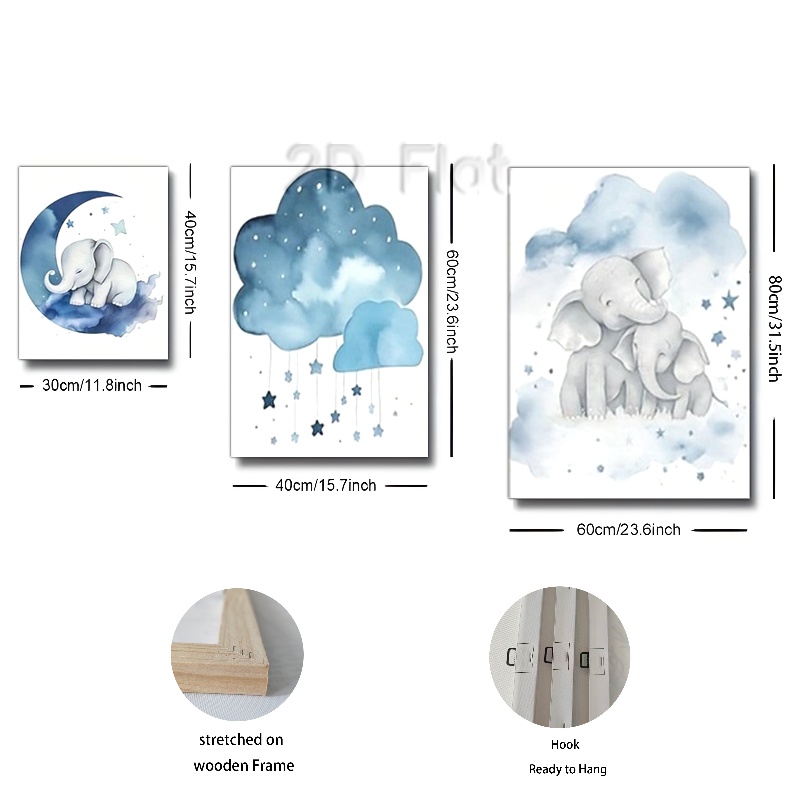 2D Flat
40cm/15.7inch
30cm/11.8inch
60cm/23.6inch
40cm/15.7inch
80cm/31.5inch
60cm/23.6inch
stretched on
wooden Frame
Hook
Ready to Hang